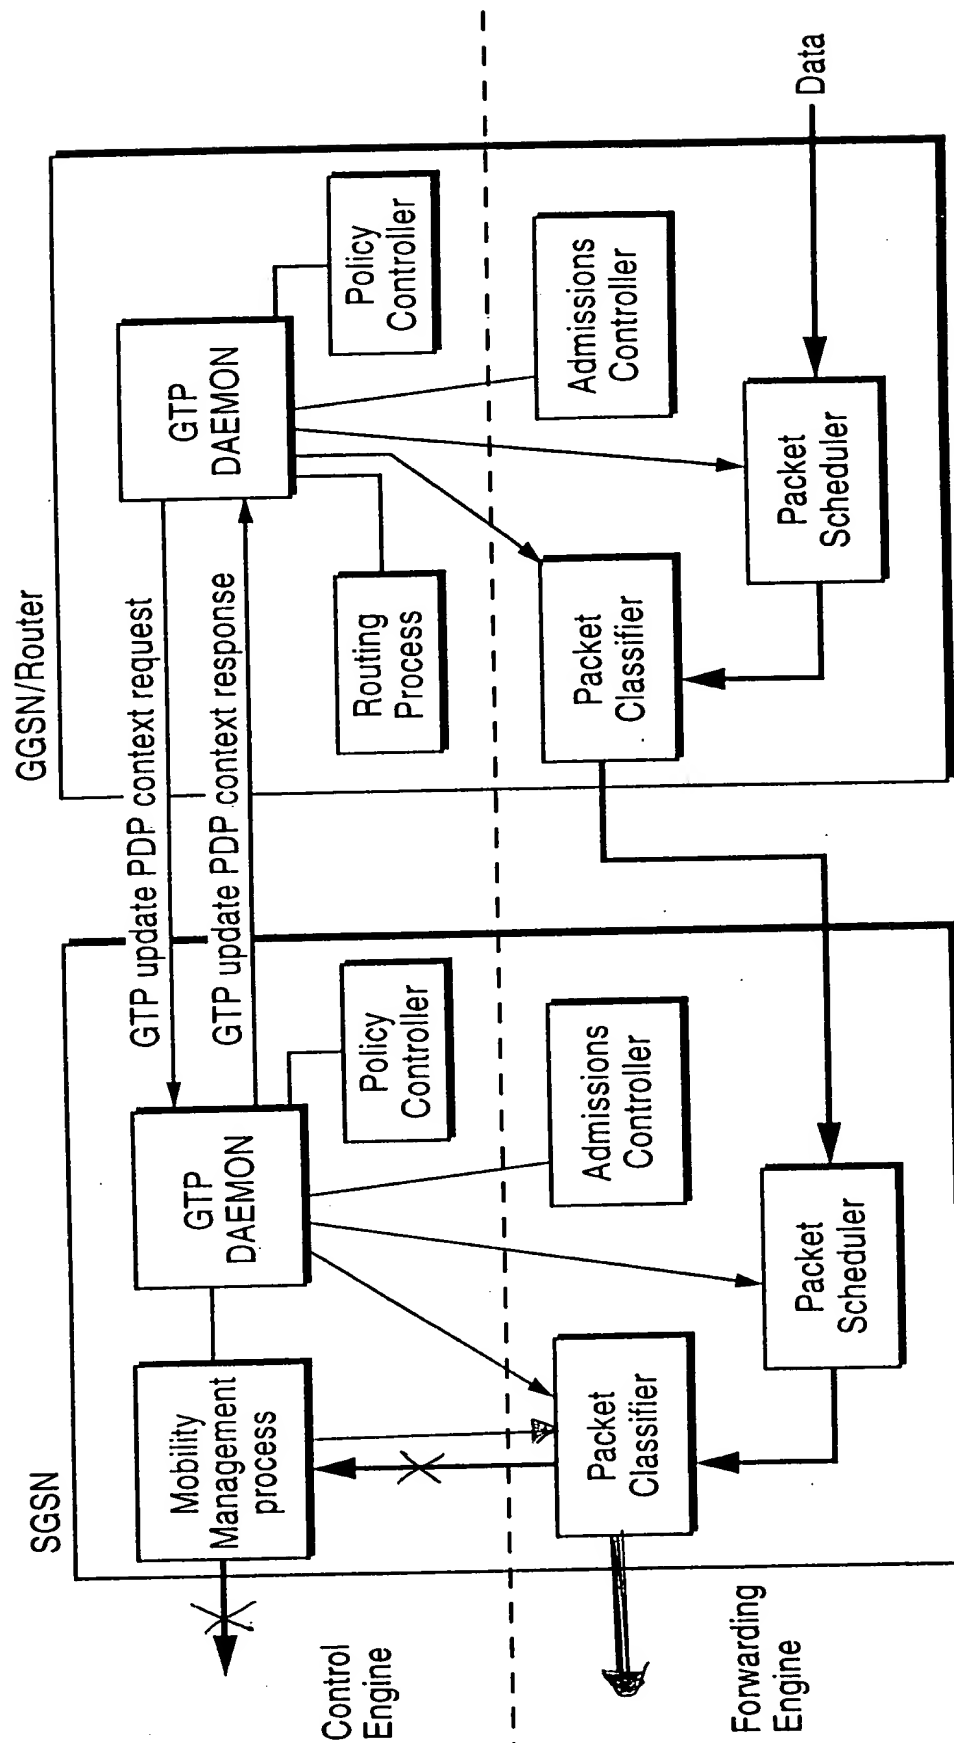 SGSN
GGSN/Router
GTP update PDP context request
GTP update PDP context response
Mobility
Management
process
GTP
DAEMON
Policy
Controller
GTP
DAEMON
Policy
Controller
Routing
Process
Control
Engine
Forwarding
Engine
Packet
Classifier
Admissions
Controller
Packet
Scheduler
Packet
Classifier
Admissions
Controller
Packet
Scheduler
Data